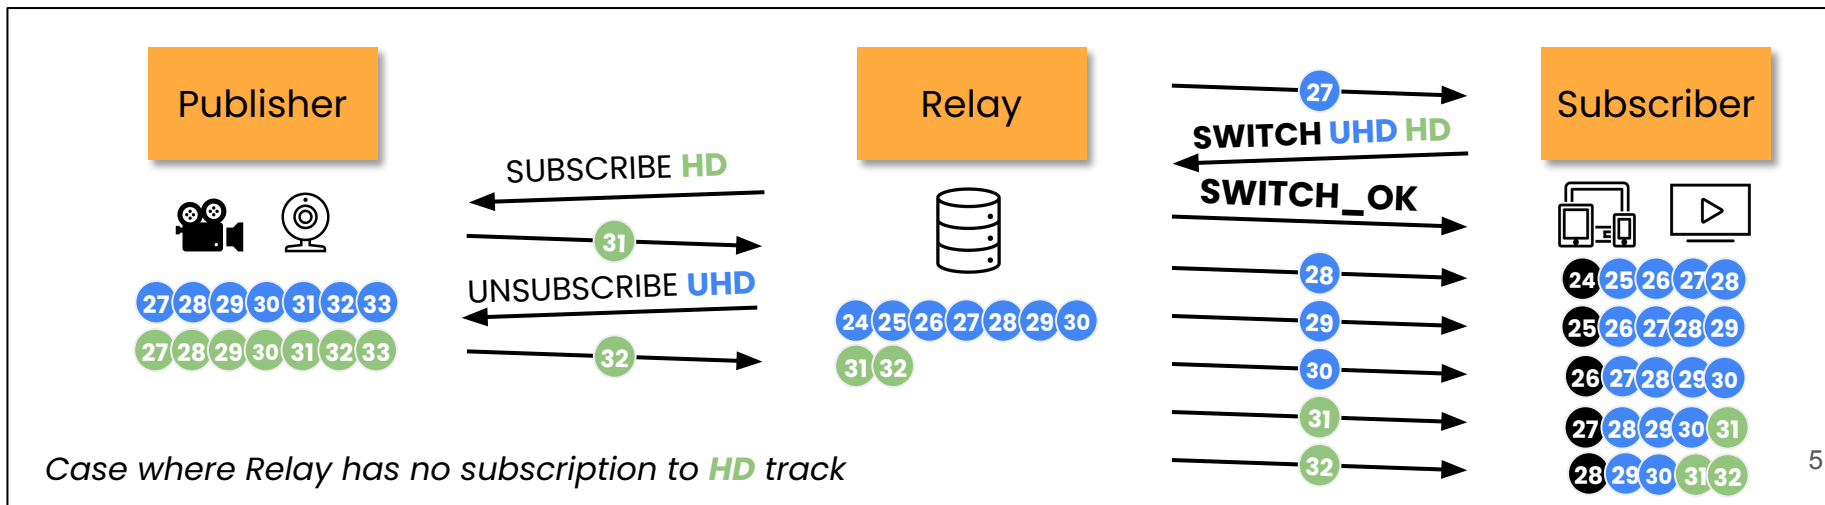 Publisher
Relay
Subscriber
27
SWITCH UHD HD
SUBSCRIBE HD
SWITCH_OK
31
28
UNSUBSCRIBE UHD
27 28 29 30 31 32 33
27 28 29 30 31 32 33
32
24 25 26 27 28 29 30
31 32
29
30
31
32
24 25 26 27 28
25 26 27 28 29
26 27 28 29 30
27 28 29 30 31
28 29 30 31 32
Case where Relay has no subscription to HD track
5